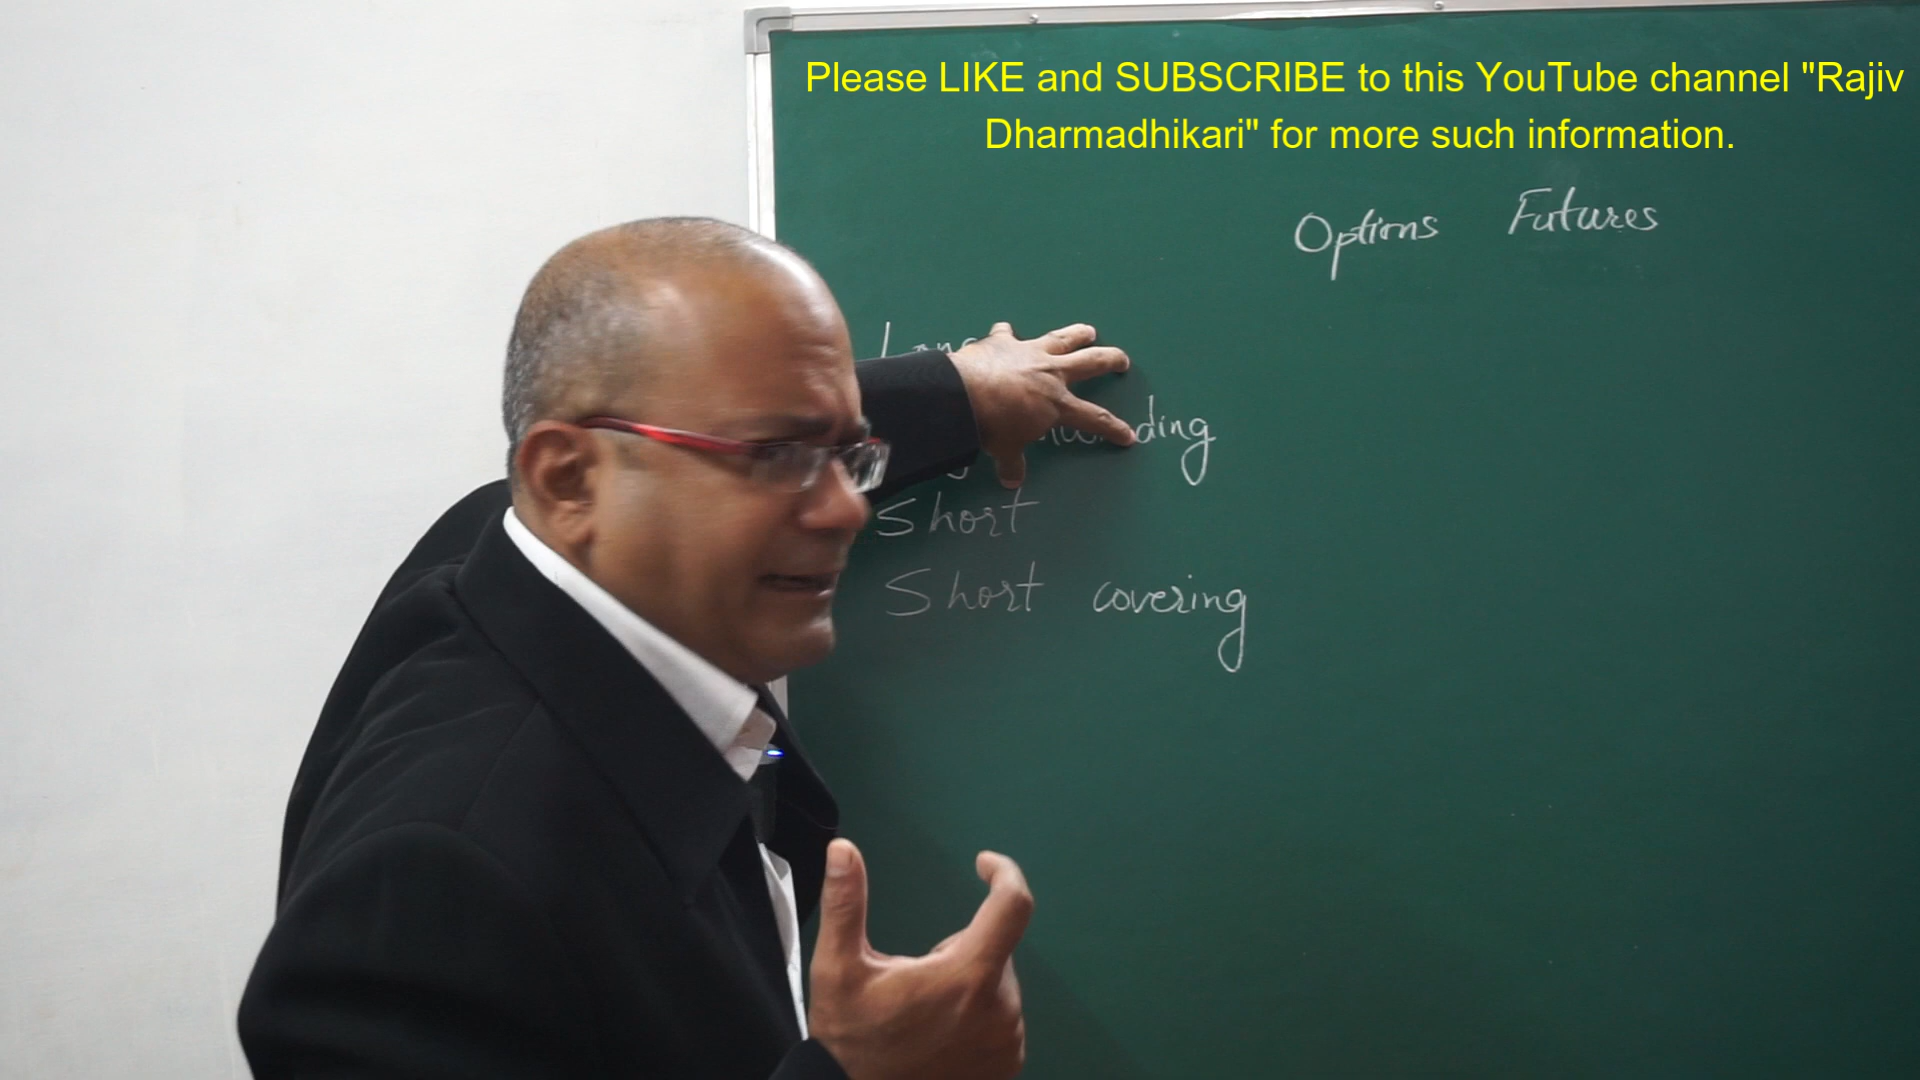 Please LIKE and SUBSCRIBE to this YouTube channel "Rajiv
Dharmadhikari" for more such information.
Options Futures
Short
Short covering